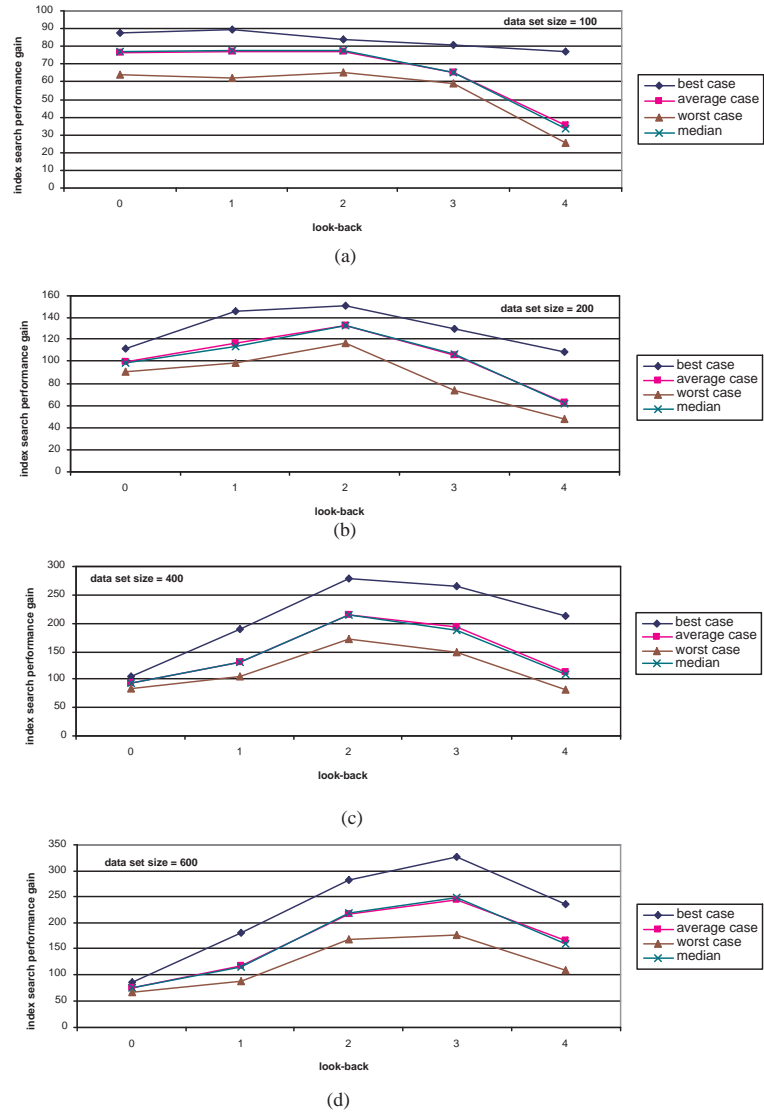 data set size = 100
index search performance gain
100
90
80
70
60
50
40
30
20
10
0
0 1 2 3 4
look-back
best case
average case
worst case
median
(a)
data set size = 200
index search performance gain
160
140
120
100
80
60
40
20
0
0 1 2 3 4
look-back
best case
average case
worst case
median
(b)
data set size = 400
index search performance gain
300
250
200
150
100
50
0
0 1 2 3 4
look-back
best case
average case
worst case
median
(c)
data set size = 600
index search performance gain
350
300
250
200
150
100
50
0
0 1 2 3 4
look-back
best case
average case
worst case
median
(d)